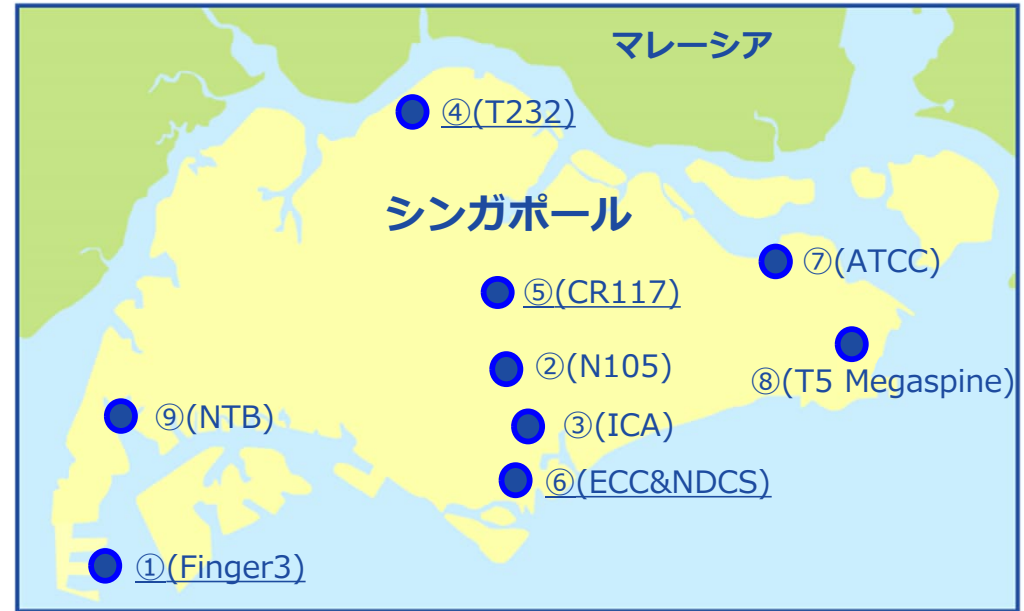 マレーシア
④(T232)
シンガポール
⑦(ATCC)
⑤(CR117)
②(N105)
⑧(T5 Megaspine)
⑨(NTB)
③(ICA)
⑥(ECC&NDCS)
①(Finger3)